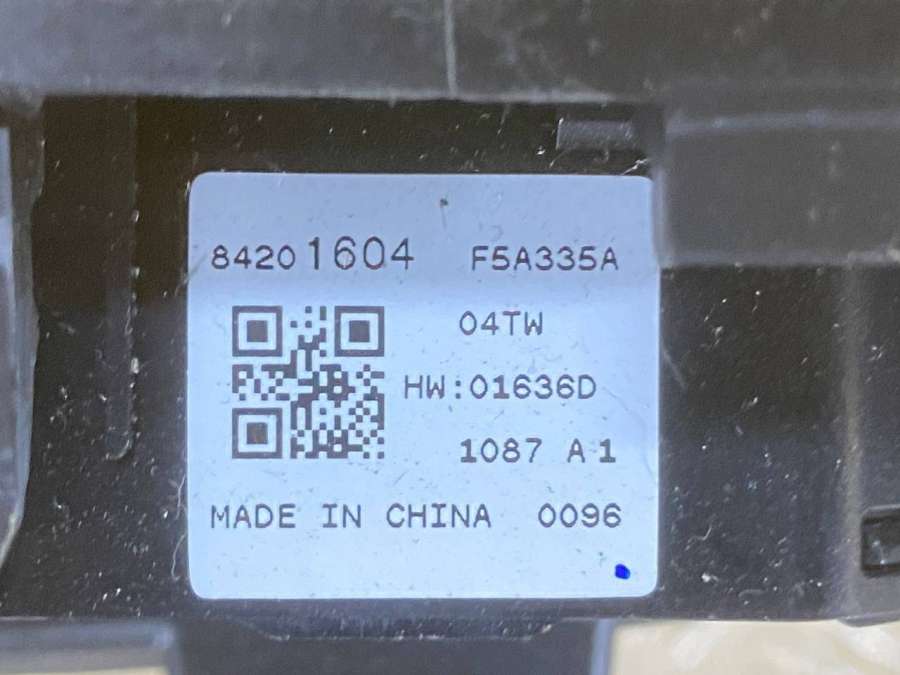 84201604 F5A335A
04TW
HW:01636D
1087 A1
MADE IN CHINA 0096